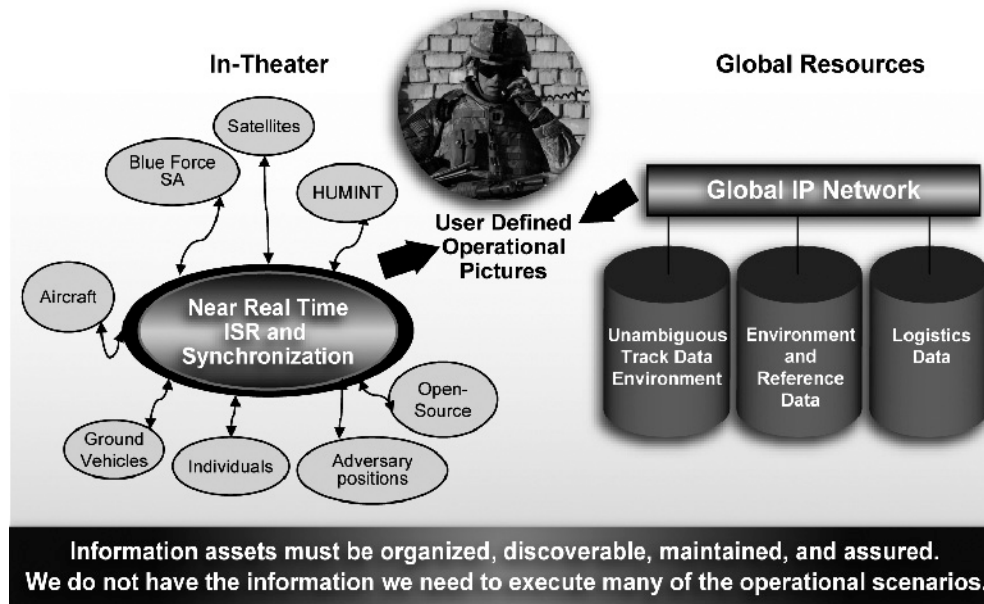 In-Theater
Global Resources
Satellites
Blue Force
SA
HUMINT
Aircraft
Near Real Time
ISR and
Synchronization
Ground
Vehicles
Individuals
Adversary
positions
Open-
Source
User Defined
Operational
Pictures
Global IP Network
Unambiguous
Track Data
Environment
Environment
and
Reference
Data
Logistics
Data
Information assets must be organized, discoverable, maintained, and assured.
We do not have the information we need to execute many of the operational scenarios.